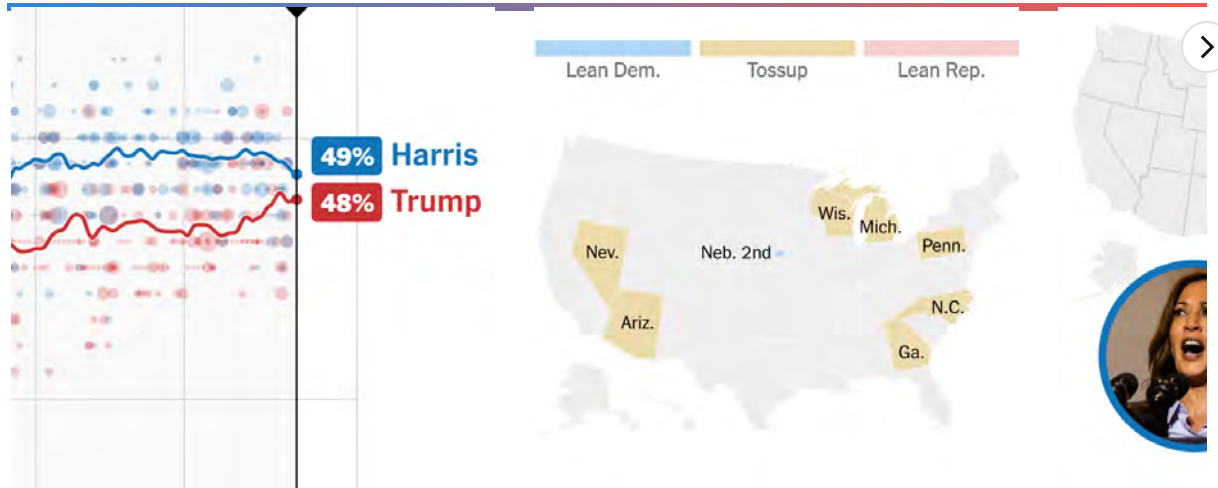 49% Harris
48% Trump
Lean Dem.
Tossup
Lean Rep.
Wis.
Mich.
Nev.
Neb. 2nd
Penn.
Ariz.
N.C.
Ga.